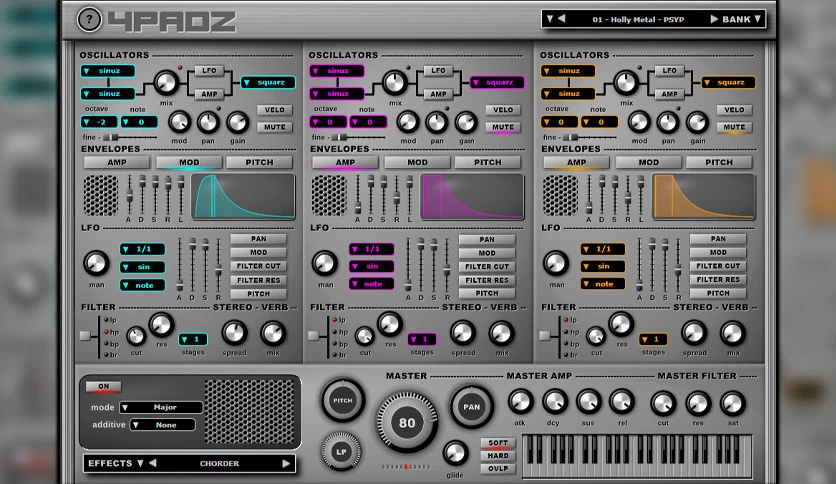 ? 4PADZ
01 - Holly Metal - PSYP BANK
OSCILLATORS
sinuz LFO squarz
sinuz AMP
mix
octave note VELO
-2 0 MUTE
fine - mod pan gain
ENVELOPES
AMP MOD PITCH
A D S R L
LFO
1/1 PAN
sin MOD
note FILTER CUT
man FILTER RES
A D S R PITCH
FILTER STEREO - VERB
lp
hp
bp
br
cut res 1 spread mix
stages
OSCILLATORS
sinuz LFO squarz
sinuz AMP
mix
octave note VELO
0 0 MUTE
fine - mod pan gain
ENVELOPES
AMP MOD PITCH
A D S R L
LFO
1/1 PAN
sin MOD
note FILTER CUT
man FILTER RES
A D S R PITCH
FILTER STEREO - VERB
lp
hp
bp
br
cut res 1 spread mix
stages
OSCILLATORS
sinuz LFO squarz
sinuz AMP
mix
octave note VELO
0 0 MUTE
fine - mod pan gain
ENVELOPES
AMP MOD PITCH
A D S R L
LFO
1/1 PAN
sin MOD
note FILTER CUT
man FILTER RES
A D S R PITCH
FILTER STEREO - VERB
lp
hp
bp
br
cut res 1 spread mix
stages
ON
mode Major
additive None
EFFECTS CHORDER
MASTER MASTER AMP MASTER FILTER
PITCH 80 PAN
atk dcy sus rel cut res sat
LP glide
SOFT
HARD
OVLP